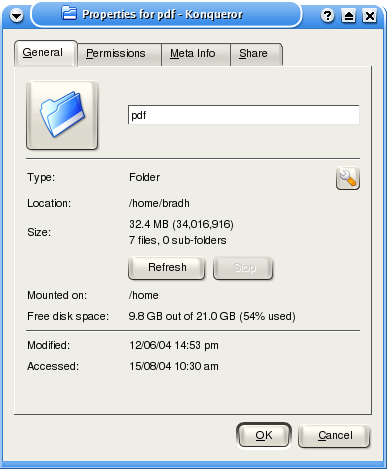 Properties for pdf - Konqueror
General Permissions Meta Info Share
pdf
Type: Folder
Location: /home/bradh
Size: 32.4 MB (34,016,916)
7 files, 0 sub-folders
Refresh Stop
Mounted on: /home
Free disk space: 9.8 GB out of 21.0 GB (54% used)
Modified: 12/06/04 14:53 pm
Accessed: 15/08/04 10:30 am
OK Cancel